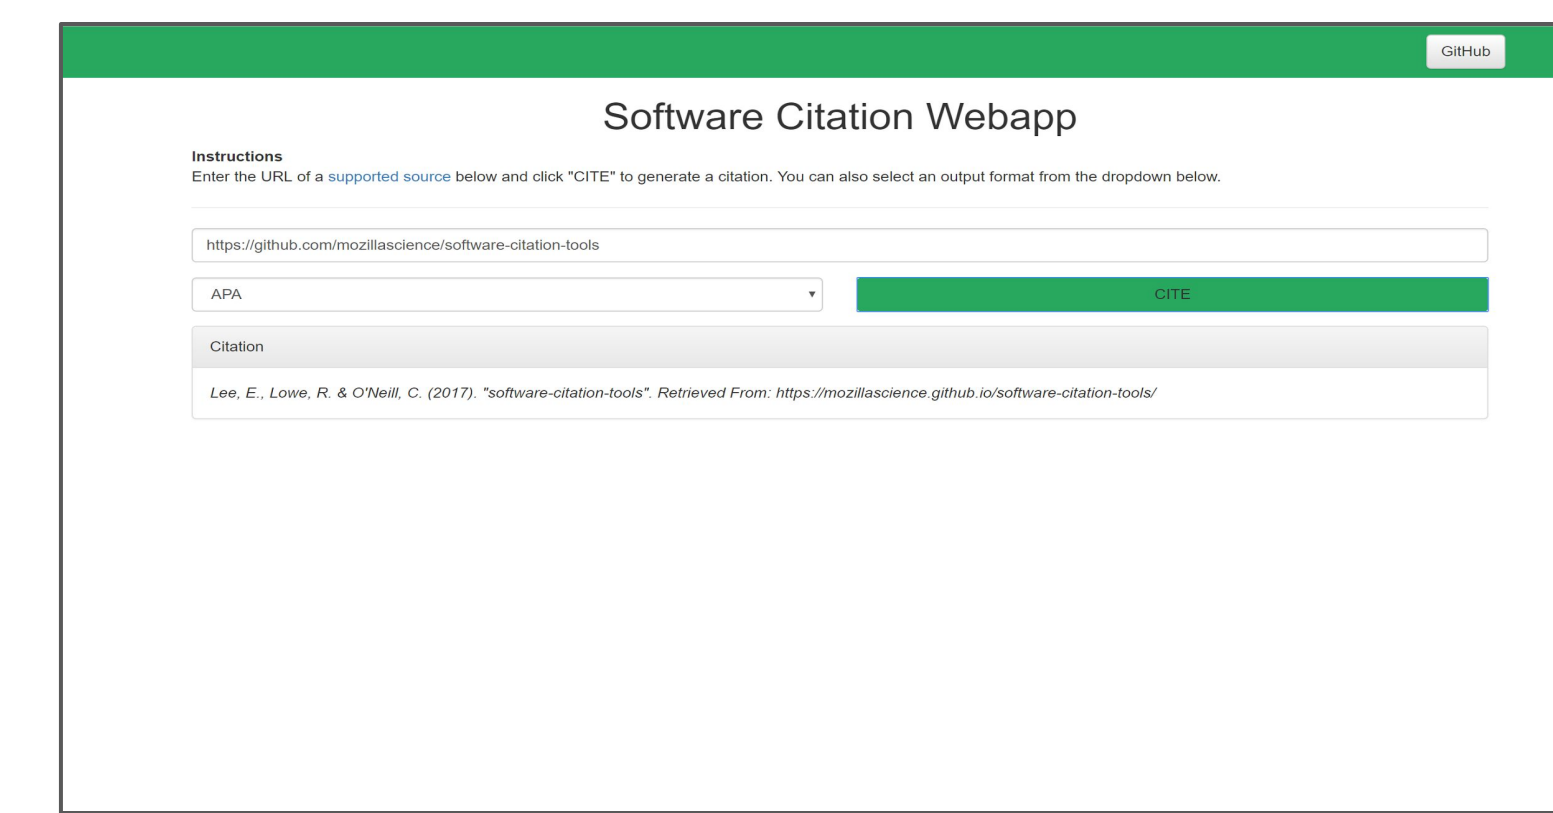 GitHub
Software Citation Webapp
Instructions
Enter the URL of a supported source below and click "CITE" to generate a citation. You can also select an output format from the dropdown below.
https://github.com/mozillascience/software-citation-tools
APA
CITE
Citation
Lee, E., Lowe, R. & O'Neill, C. (2017). "software-citation-tools". Retrieved From: https://mozillascience.github.io/software-citation-tools/